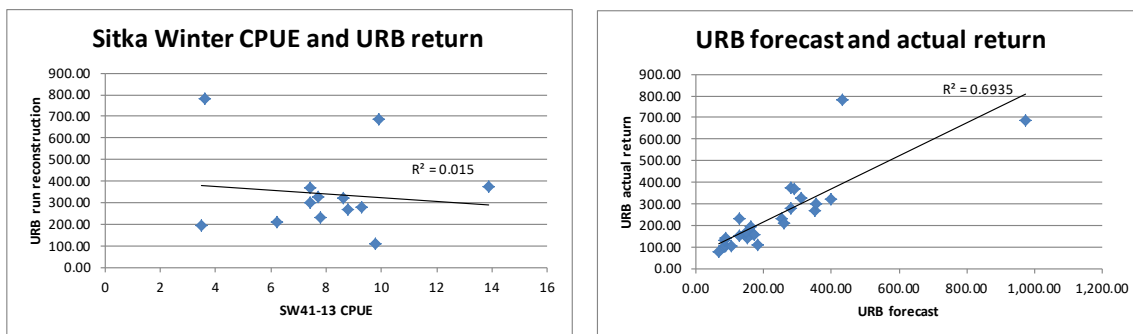 Sitka Winter CPUE and URB return
URB run reconstruction
900.00
800.00
700.00
600.00
500.00
400.00
300.00
200.00
100.00
0.00
R² = 0.015
0 2 4 6 8 10 12 14 16
SW41-13 CPUE
URB forecast and actual return
URB actual return
900.00
800.00
700.00
600.00
500.00
400.00
300.00
200.00
100.00
0.00
R² = 0.6935
0.00 200.00 400.00 600.00 800.00 1,000.00 1,200.00
URB forecast